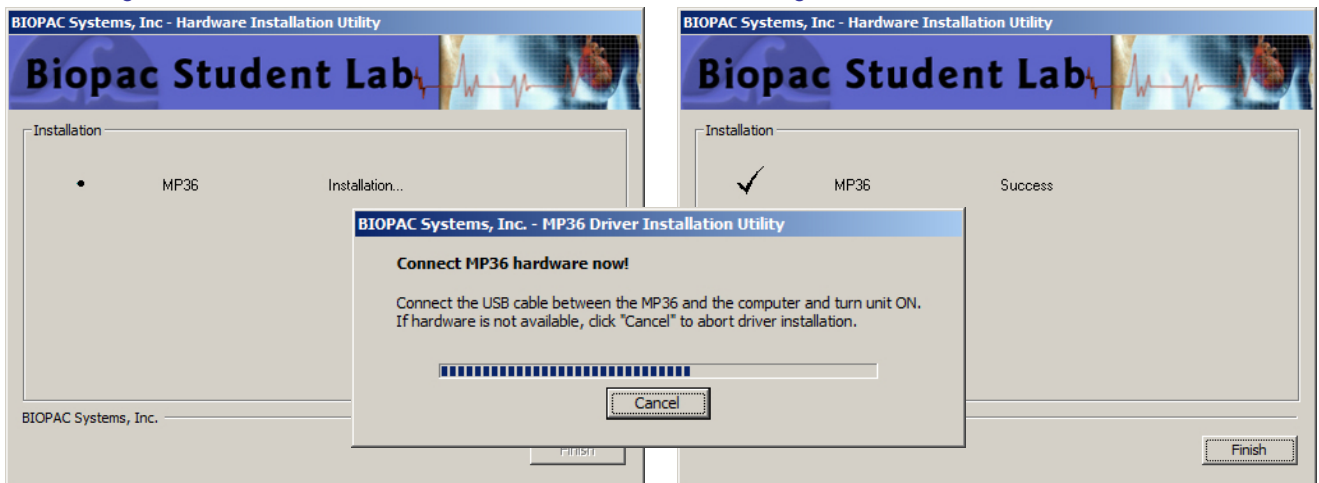 BIOPAC Systems, Inc - Hardware Installation Utility
Biopac Student Lab
Installation
MP36 Installation...
BIOPAC Systems, Inc.
Finish
BIOPAC Systems, Inc. - MP36 Driver Installation Utility
Connect MP36 hardware now!
Connect the USB cable between the MP36 and the computer and turn unit ON.
If hardware is not available, click "Cancel" to abort driver installation.
Cancel
BIOPAC Systems, Inc - Hardware Installation Utility
Biopac Student Lab
Installation
MP36 Success
Finish